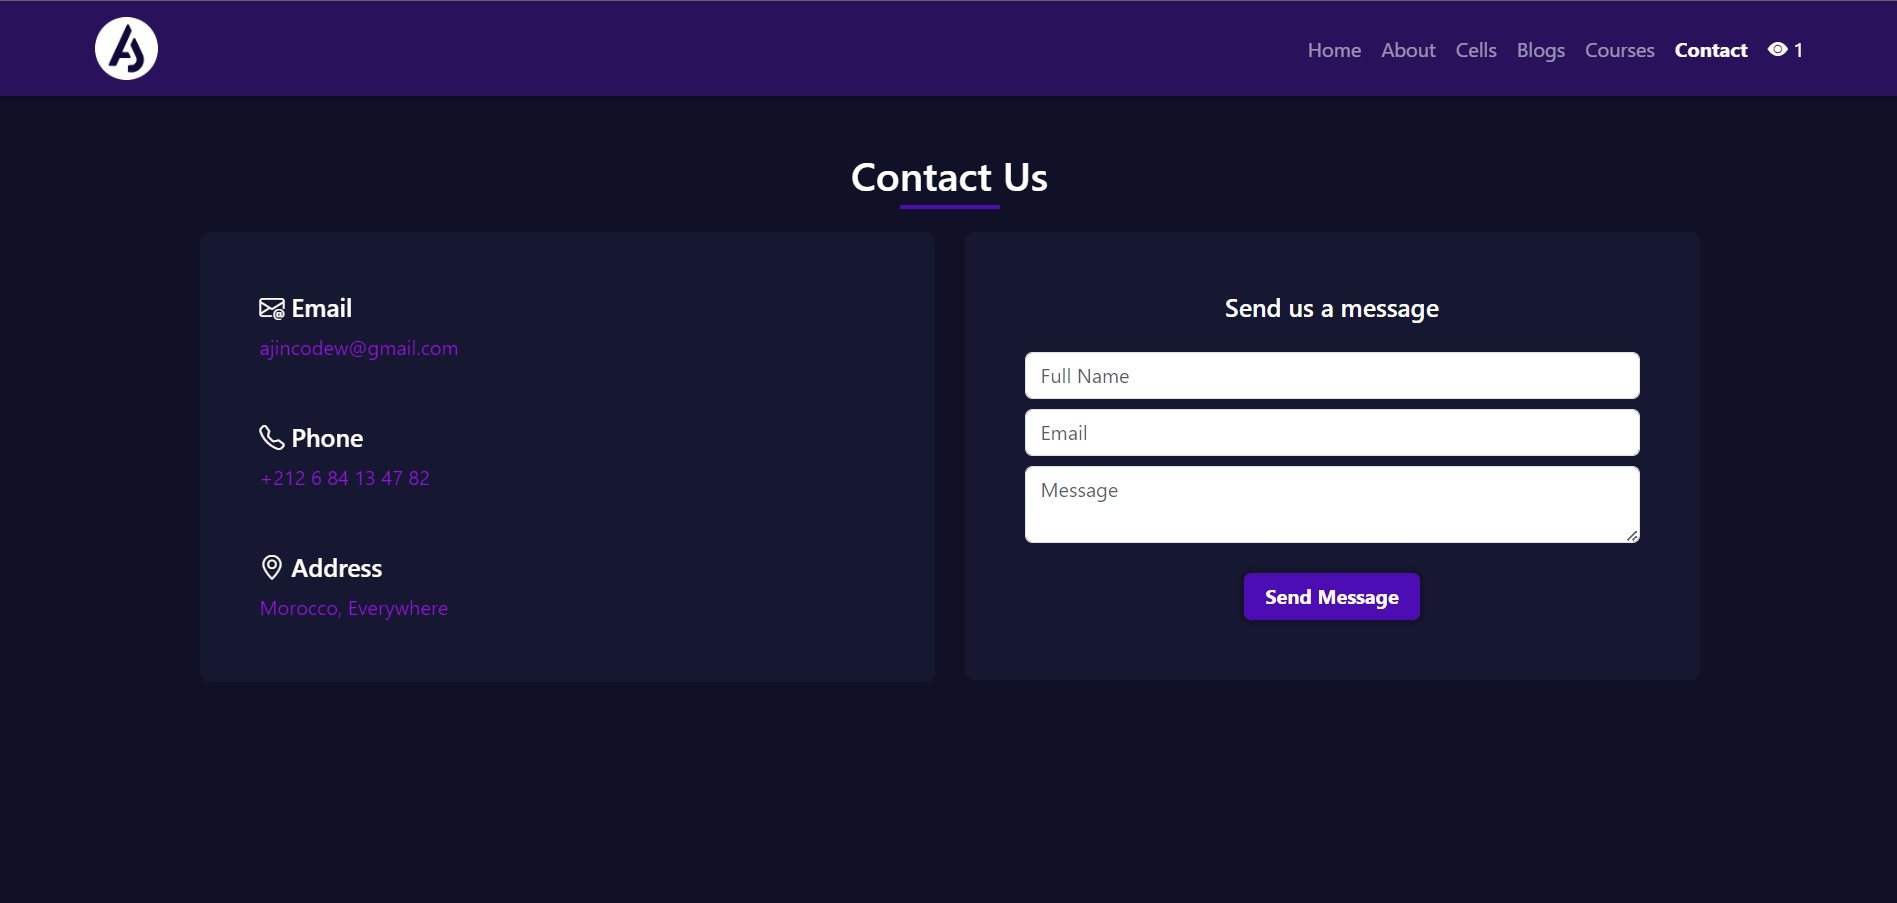 AJ
Home About Cells Blogs Courses Contact 1
Contact Us
Email
ajincodew@gmail.com
Phone
+212 6 84 13 47 82
Address
Morocco, Everywhere
Send us a message
Full Name
Email
Message
Send Message